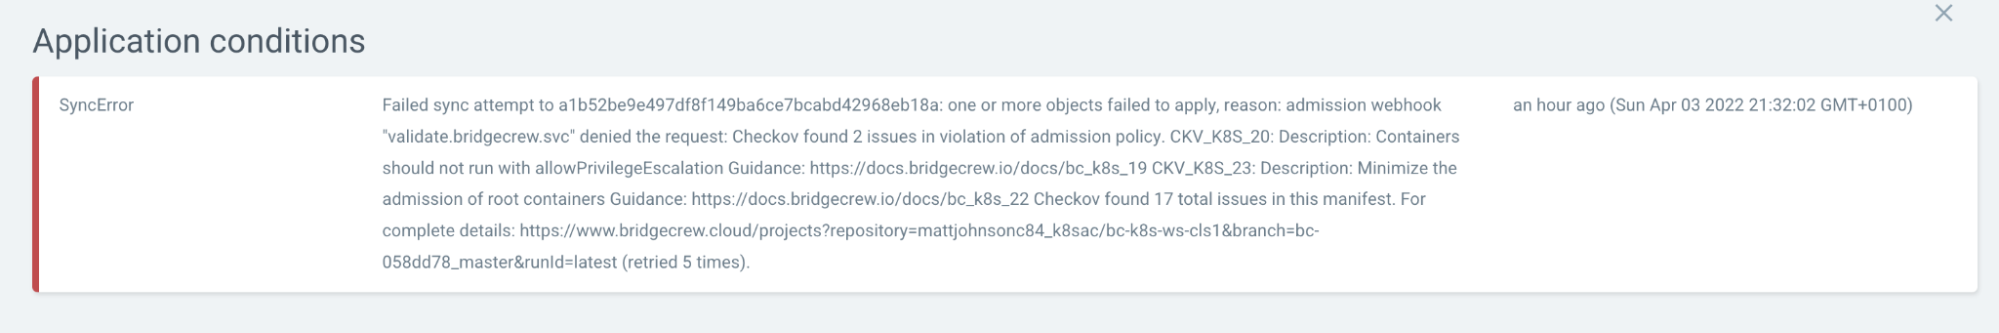 Application conditions
SyncError
Failed sync attempt to a1b52be9e497df8f149ba6ce7bcabd42968eb18a: one or more objects failed to apply, reason: admission webhook
"validate.bridgecrew.svc" denied the request: Checkov found 2 issues in violation of admission policy. CKV_K8S_20: Description: Containers
should not run with allowPrivilegeEscalation Guidance: https://docs.bridgecrew.io/docs/bc_k8s_19 CKV_K8S_23: Description: Minimize the
admission of root containers Guidance: https://docs.bridgecrew.io/docs/bc_k8s_22 Checkov found 17 total issues in this manifest. For
complete details: https://www.bridgecrew.cloud/projects?repository=mattjohnsonc84_k8sac/bc-k8s-ws-cls1&branch=bc-
058dd78_master&runId=latest (retried 5 times).
an hour ago (Sun Apr 03 2022 21:32:02 GMT+0100)